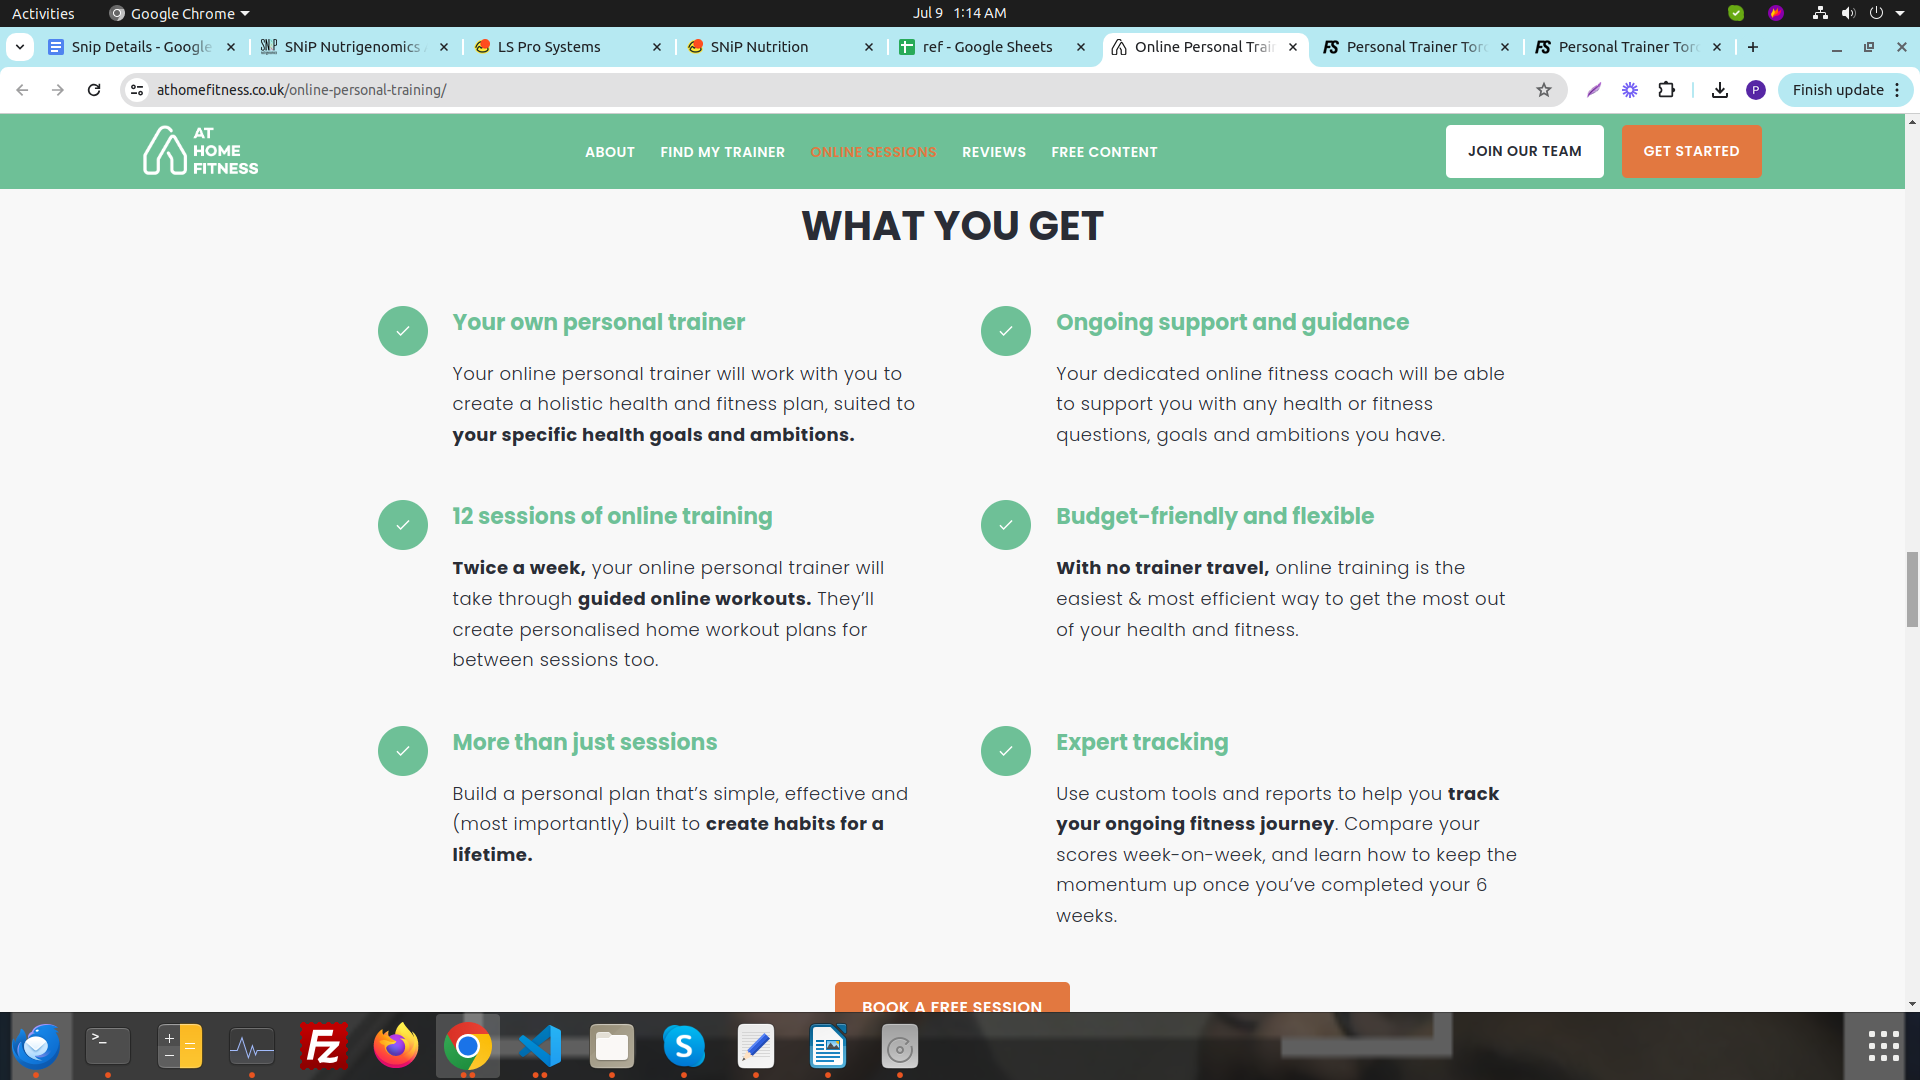 Activities
Google Chrome
Jul 9 1:14 AM
Snip Details - Google
SNiP Nutrigenomics
LS Pro Systems
SNiP Nutrition
ref - Google Sheets
Online Personal Trai
Personal Trainer Tor
Personal Trainer Tor
athomefitness.co.uk/online-personal-training/
P
Finish update
AT
HOME
FITNESS
ABOUT
FIND MY TRAINER
ONLINE SESSIONS
REVIEWS
FREE CONTENT
JOIN OUR TEAM
GET STARTED
WHAT YOU GET
Your own personal trainer
Your online personal trainer will work with you to
create a holistic health and fitness plan, suited to
your specific health goals and ambitions.
Ongoing support and guidance
Your dedicated online fitness coach will be able
to support you with any health or fitness
questions, goals and ambitions you have.
12 sessions of online training
Twice a week, your online personal trainer will
take through guided online workouts. They’ll
create personalised home workout plans for
between sessions too.
Budget-friendly and flexible
With no trainer travel, online training is the
easiest & most efficient way to get the most out
of your health and fitness.
More than just sessions
Build a personal plan that’s simple, effective and
(most importantly) built to create habits for a
lifetime.
Expert tracking
Use custom tools and reports to help you track
your ongoing fitness journey. Compare your
scores week-on-week, and learn how to keep the
momentum up once you’ve completed your 6
weeks.
BOOK A FREE SESSION